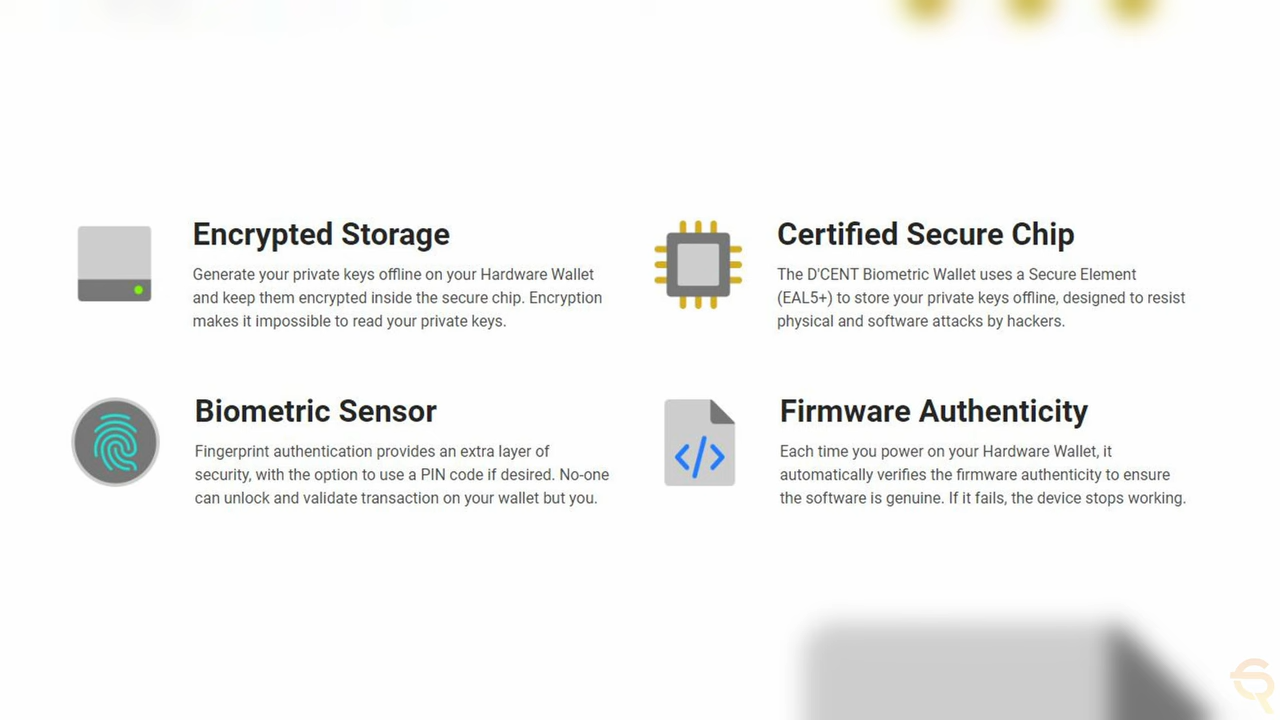 Encrypted Storage
Generate your private keys offline on your Hardware Wallet
and keep them encrypted inside the secure chip. Encryption
makes it impossible to read your private keys.
Certified Secure Chip
The D'CENT Biometric Wallet uses a Secure Element
(EAL5+) to store your private keys offline, designed to resist
physical and software attacks by hackers.
Biometric Sensor
Fingerprint authentication provides an extra layer of
security, with the option to use a PIN code if desired. No-one
can unlock and validate transaction on your wallet but you.
Firmware Authenticity
Each time you power on your Hardware Wallet, it
automatically verifies the firmware authenticity to ensure
the software is genuine. If it fails, the device stops working.